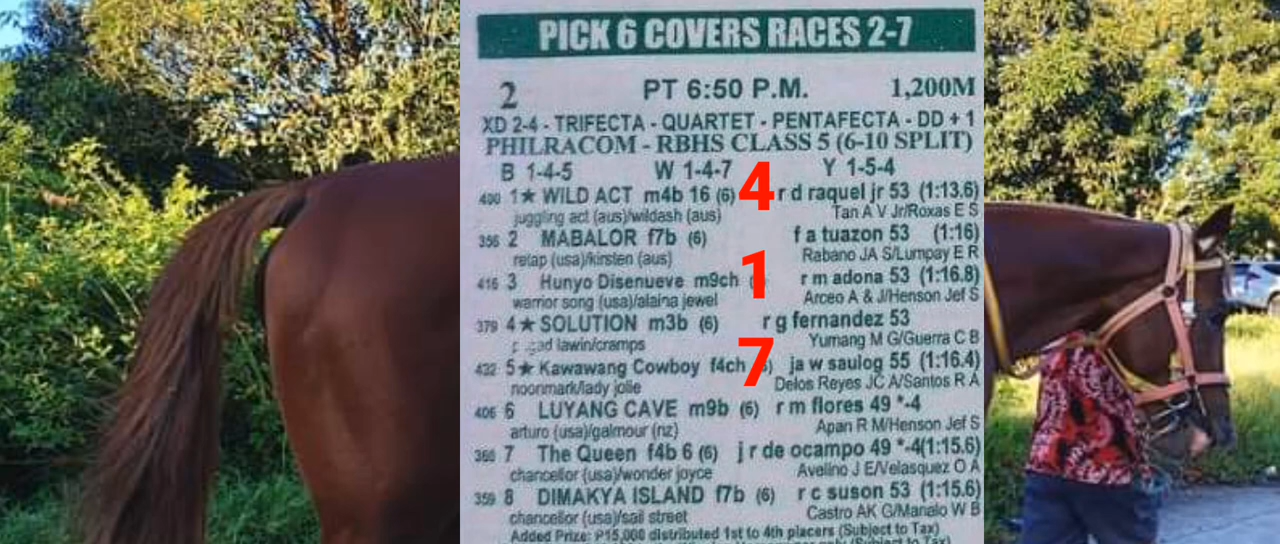 PICK 6 COVERS RACES 2-7
2 PT 6:50 P.M. 1,200M
XD 2-4 - TRIFECTA - QUARTET - PENTAFECTA - DD + 1
PHILRACOM - RBHS CLASS 5 (6-10 SPLIT)
B 1-4-5 W 1-4-7 Y 1-5-4
400 1★ WILD ACT m4b 16 (6) 4 r d raquel jr 53 (1:13.6)
juggling act (aus)/wildash (aus) Tan A V Jr/Roxas E S
356 2 MABALOR f7b (6) f a tuazon 53 (1:16)
relap (usa)/kirsten (aus) Rabano JA S/Lumpay E R
416 3 Hunyo Disenueve m9ch 1 r m adona 53 (1:16.8)
warrior song (usa)/alaina jewel Arceo A & J/Henson Jef S
379 4★ SOLUTION m3b (6) r g fernandez 53
lawin/cramps Yumang M G/Guerra C B
432 5★ Kawawang Cowboy f4ch 7 ja w saulog 55 (1:16.4)
noonmark/lady jolie Delos Reyes JC A/Santos R A
406 6 LUYANG CAVE m9b (6) r m flores 49 *-4
arturo (usa)/galmour (nz) Apan R M/Henson Jef S
366 7 The Queen f4b 6 (6) j r de ocampo 49 *-4(1:15.6)
chancellor (usa)/wonder joyce Avelino J E/Velasquez O A
359 8 DIMAKYA ISLAND f7b (6) r c suson 53 (1:15.6)
chancellor (usa)/sail street Castro AK G/Manalo W B
Added Prize: P15,000 distributed 1st to 4th placers (Subject to Tax)